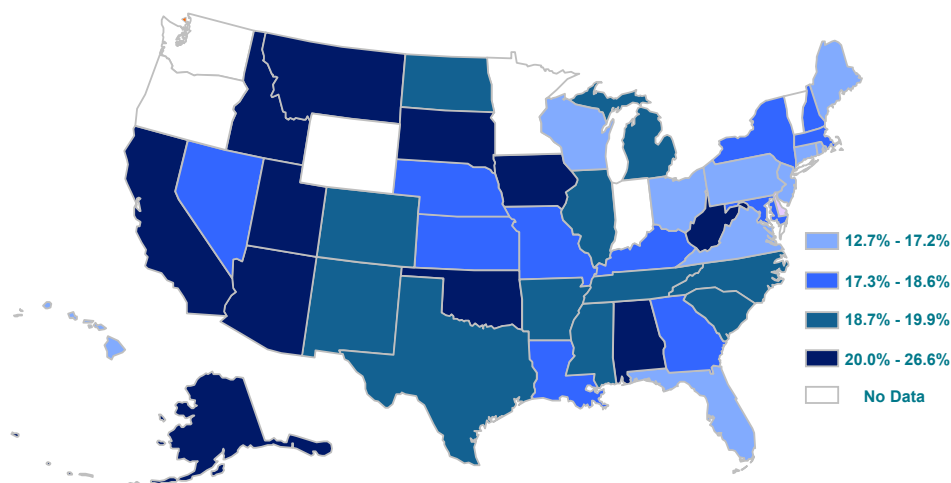 12.7% - 17.2%
17.3% - 18.6%
18.7% - 19.9%
20.0% - 26.6%
No Data